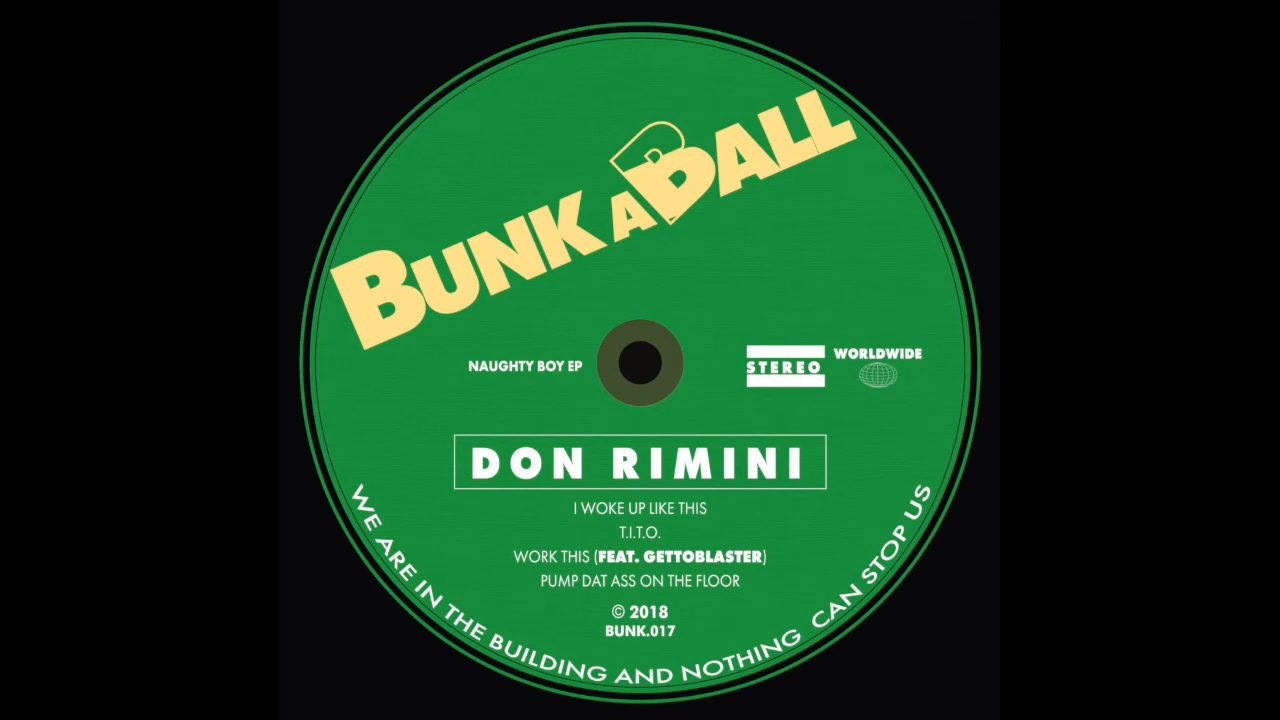 BUNK A BALL
NAUGHTY BOY EP
STEREO
WORLDWIDE
DON RIMINI
I WOKE UP LIKE THIS
T.I.T.O.
WORK THIS (FEAT. GETTOBLASTER)
PUMP DAT ASS ON THE FLOOR
© 2018
BUNK.017
WE ARE IN THE BUILDING AND NOTHING CAN STOP US